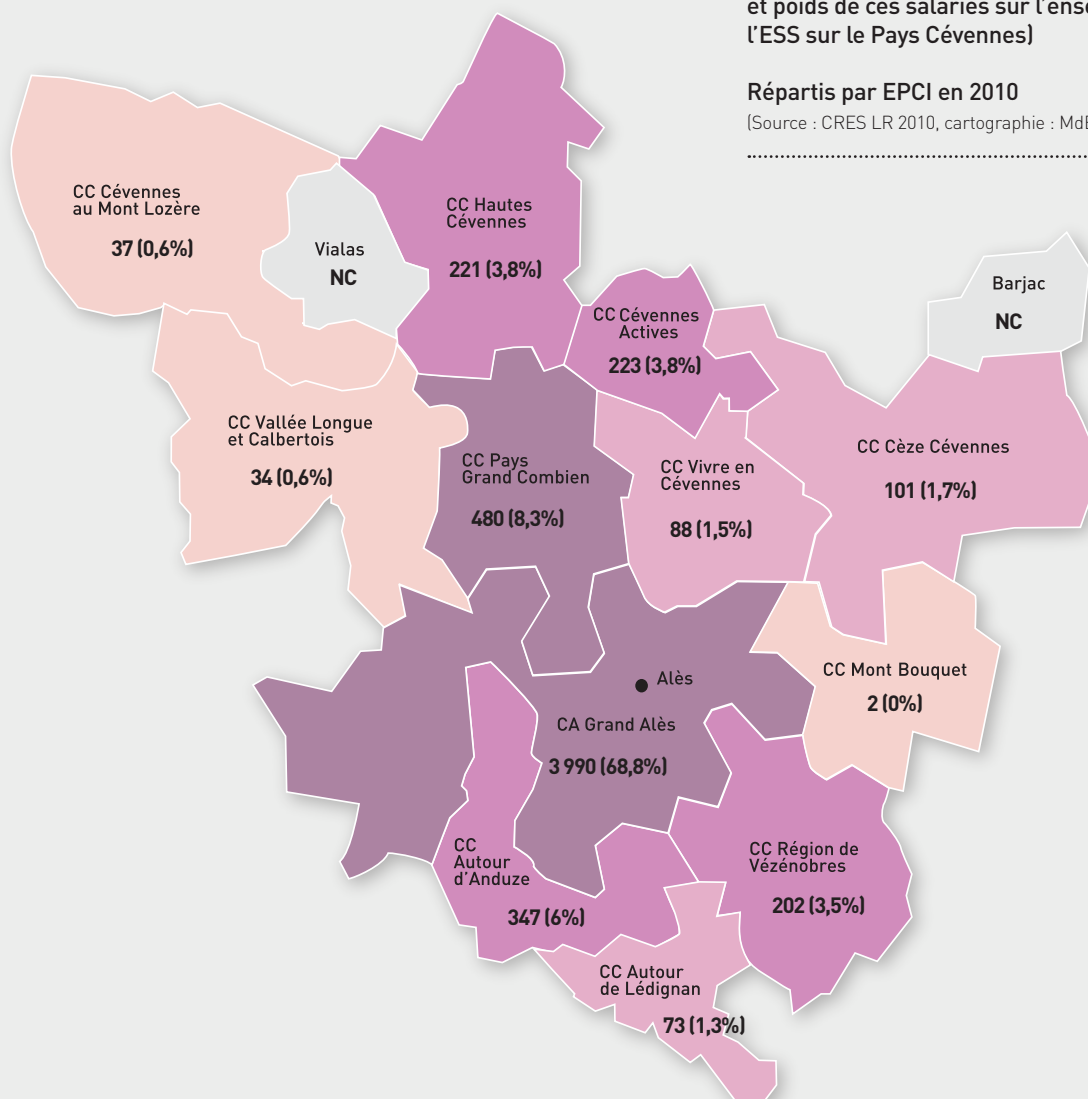 et poids de ces salariés sur l'ens
l'ESS sur le Pays Cévennes)
Répartis par EPCI en 2010
(Source : CRES LR 2010, cartographie : MdE
CC Cévennes
au Mont Lozère
37 (0,6%)
Vialas
NC
CC Hautes
Cévennes
221 (3,8%)
Barjac
NC
CC Cévennes
Actives
223 (3,8%)
CC Vallée Longue
et Calbertois
34 (0,6%)
CC Pays
Grand Combien
480 (8,3%)
CC Vivre en
Cévennes
88 (1,5%)
CC Cèze Cévennes
101 (1,7%)
CC Mont Bouquet
2 (0%)
Alès
CA Grand Alès
3 990 (68,8%)
CC
Autour
d'Anduze
347 (6%)
CC Région de
Vézénobres
202 (3,5%)
CC Autour
de Lédignan
73 (1,3%)